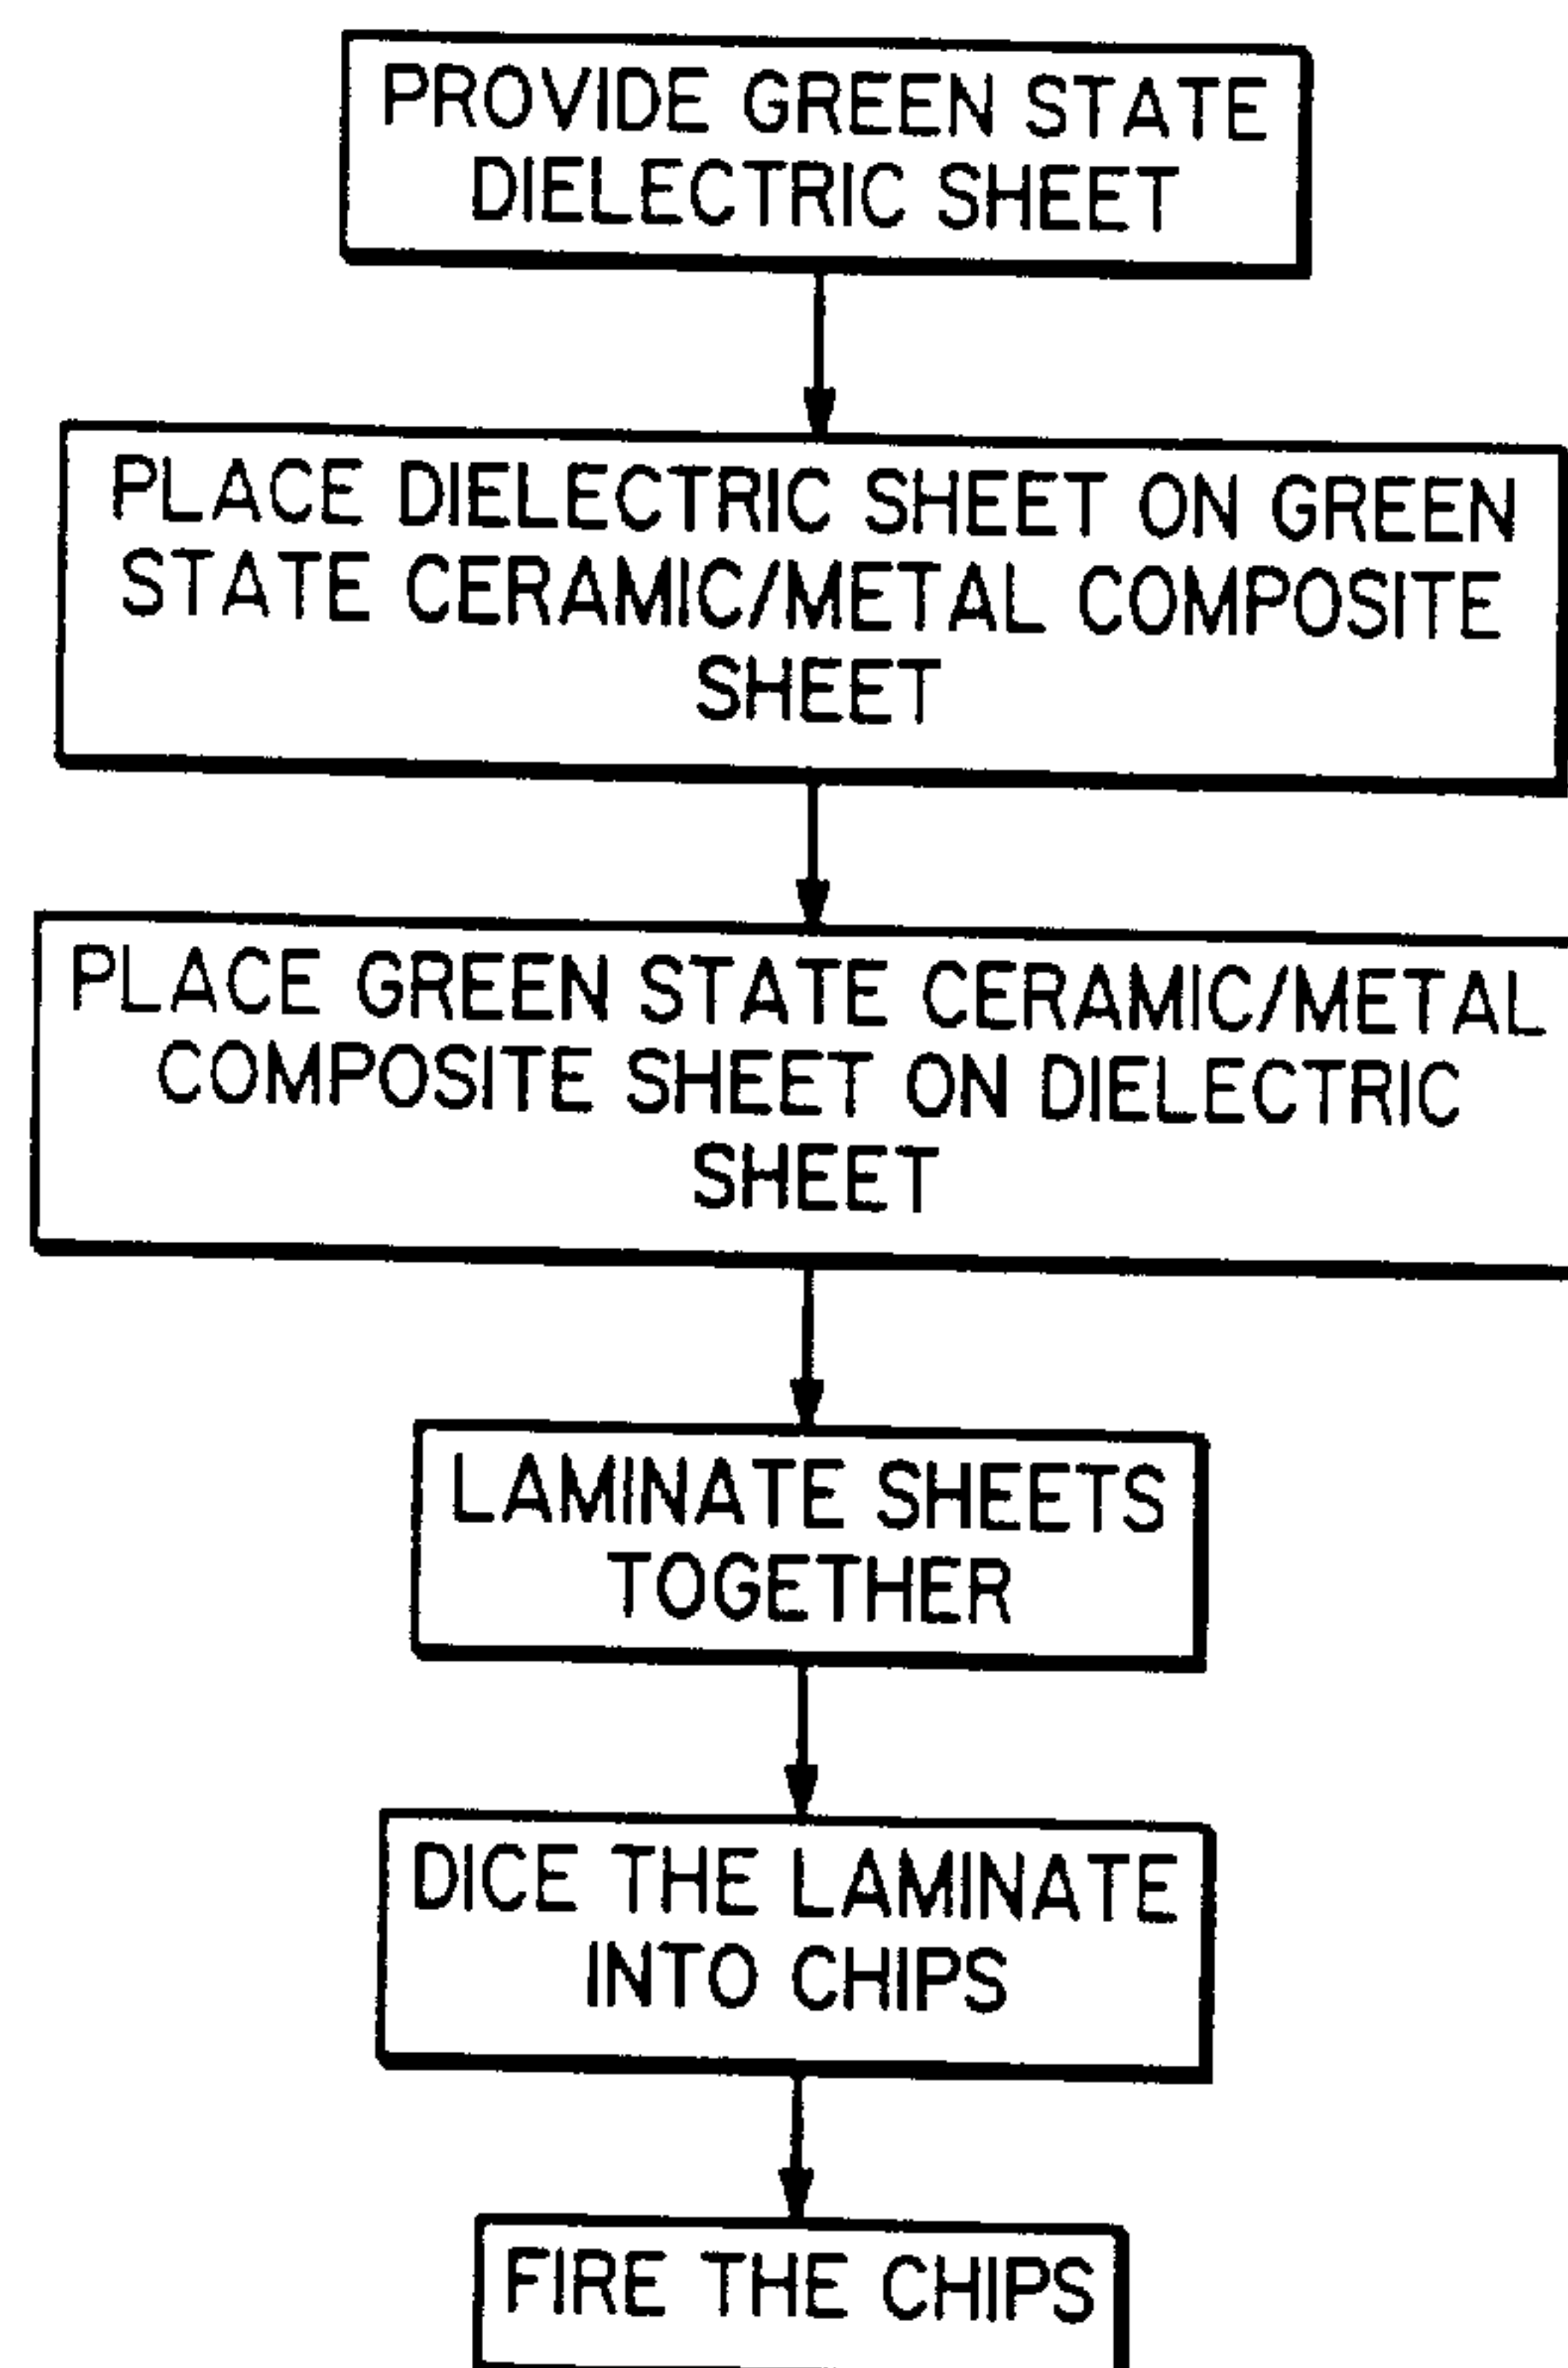 PROVIDE GREEN STATE
DIELECTRIC SHEET
PLACE DIELECTRIC SHEET ON GREEN
STATE CERAMIC/METAL COMPOSITE
SHEET
PLACE GREEN STATE CERAMIC/METAL
COMPOSITE SHEET ON DIELECTRIC
SHEET
LAMINATE SHEETS
TOGETHER
DICE THE LAMINATE
INTO CHIPS
FIRE THE CHIPS